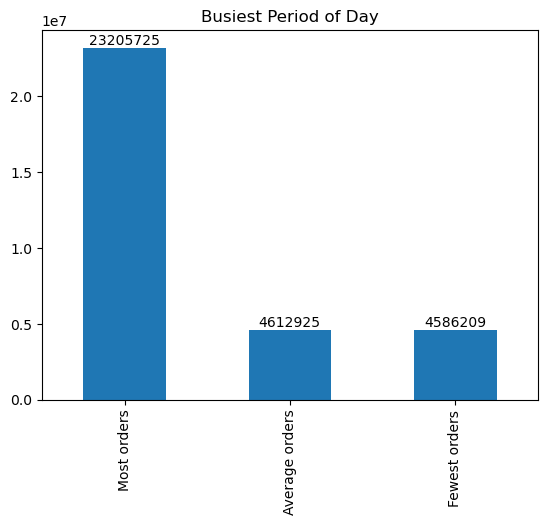 Busiest Period of Day
1e7
23205725
4612925
4586209
2.0
1.5
1.0
0.5
0.0
Most orders
Average orders
Fewest orders